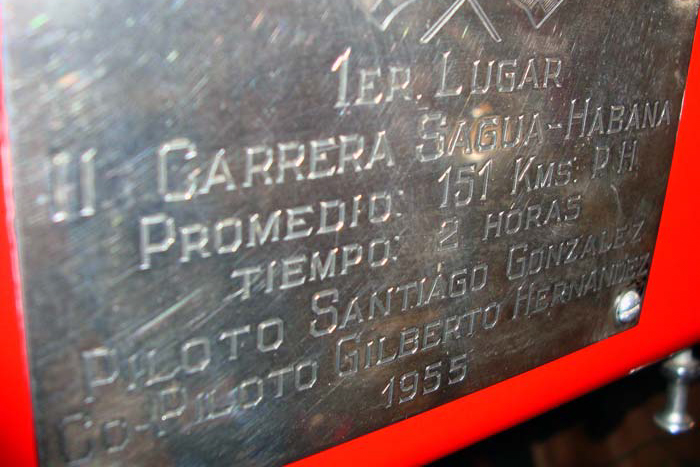 1ER. LUGAR
II CARRERA SAGUA-HABANA
PROMEDIO: 151 KMS: P.H.
TIEMPO: 2 HORAS
PILOTO SANTIAGO GONZALEZ
CO-PILOTO GILBERTO HERNANDEZ
1955